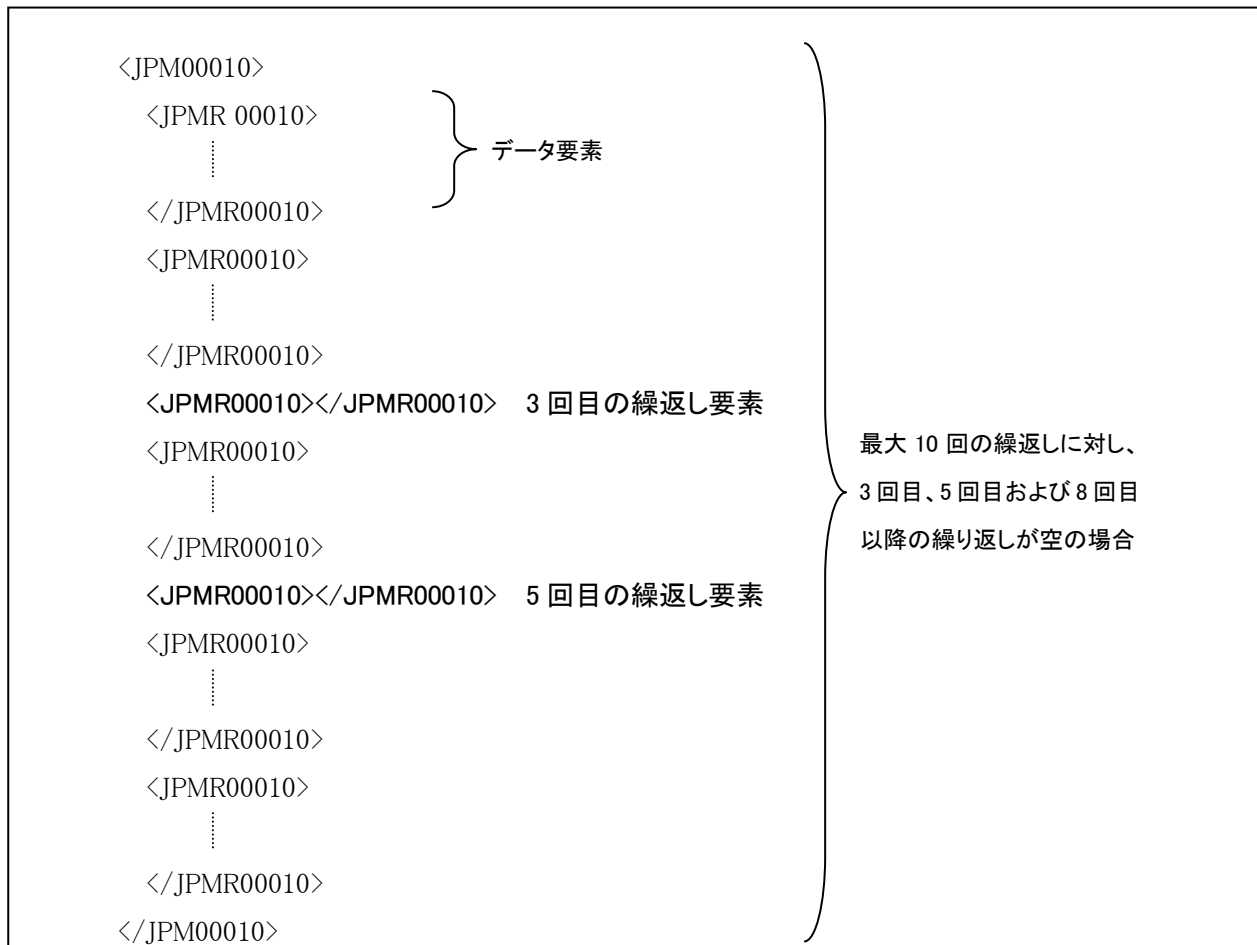 <JPM00010>
<JPMR 00010>
データ要素
</JPMR00010>
<JPMR00010>
</JPMR00010>
<JPMR00010></JPMR00010> 3 回目の繰返し要素
<JPMR00010>
</JPMR00010>
<JPMR00010></JPMR00010> 5 回目の繰返し要素
<JPMR00010>
</JPMR00010>
<JPMR00010>
</JPMR00010>
</JPM00010>
最大 10 回の繰返しに対し、
3 回目、5 回目および 8 回目
以降の繰り返しが空の場合